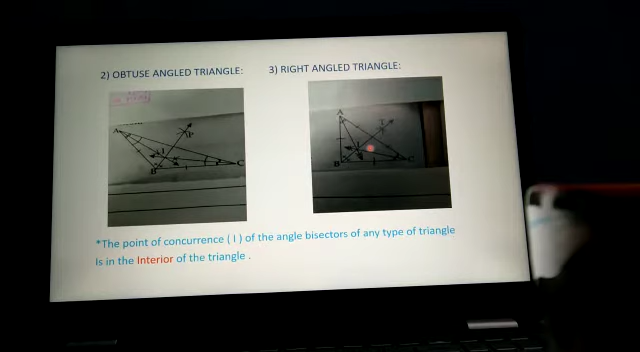 2) OBTUSE ANGLED TRIANGLE:
3) RIGHT ANGLED TRIANGLE:
A
P
I
B
C
A
T
I
B
C
*The point of concurrence ( I ) of the angle bisectors of any type of triangle
is in the Interior of the triangle .